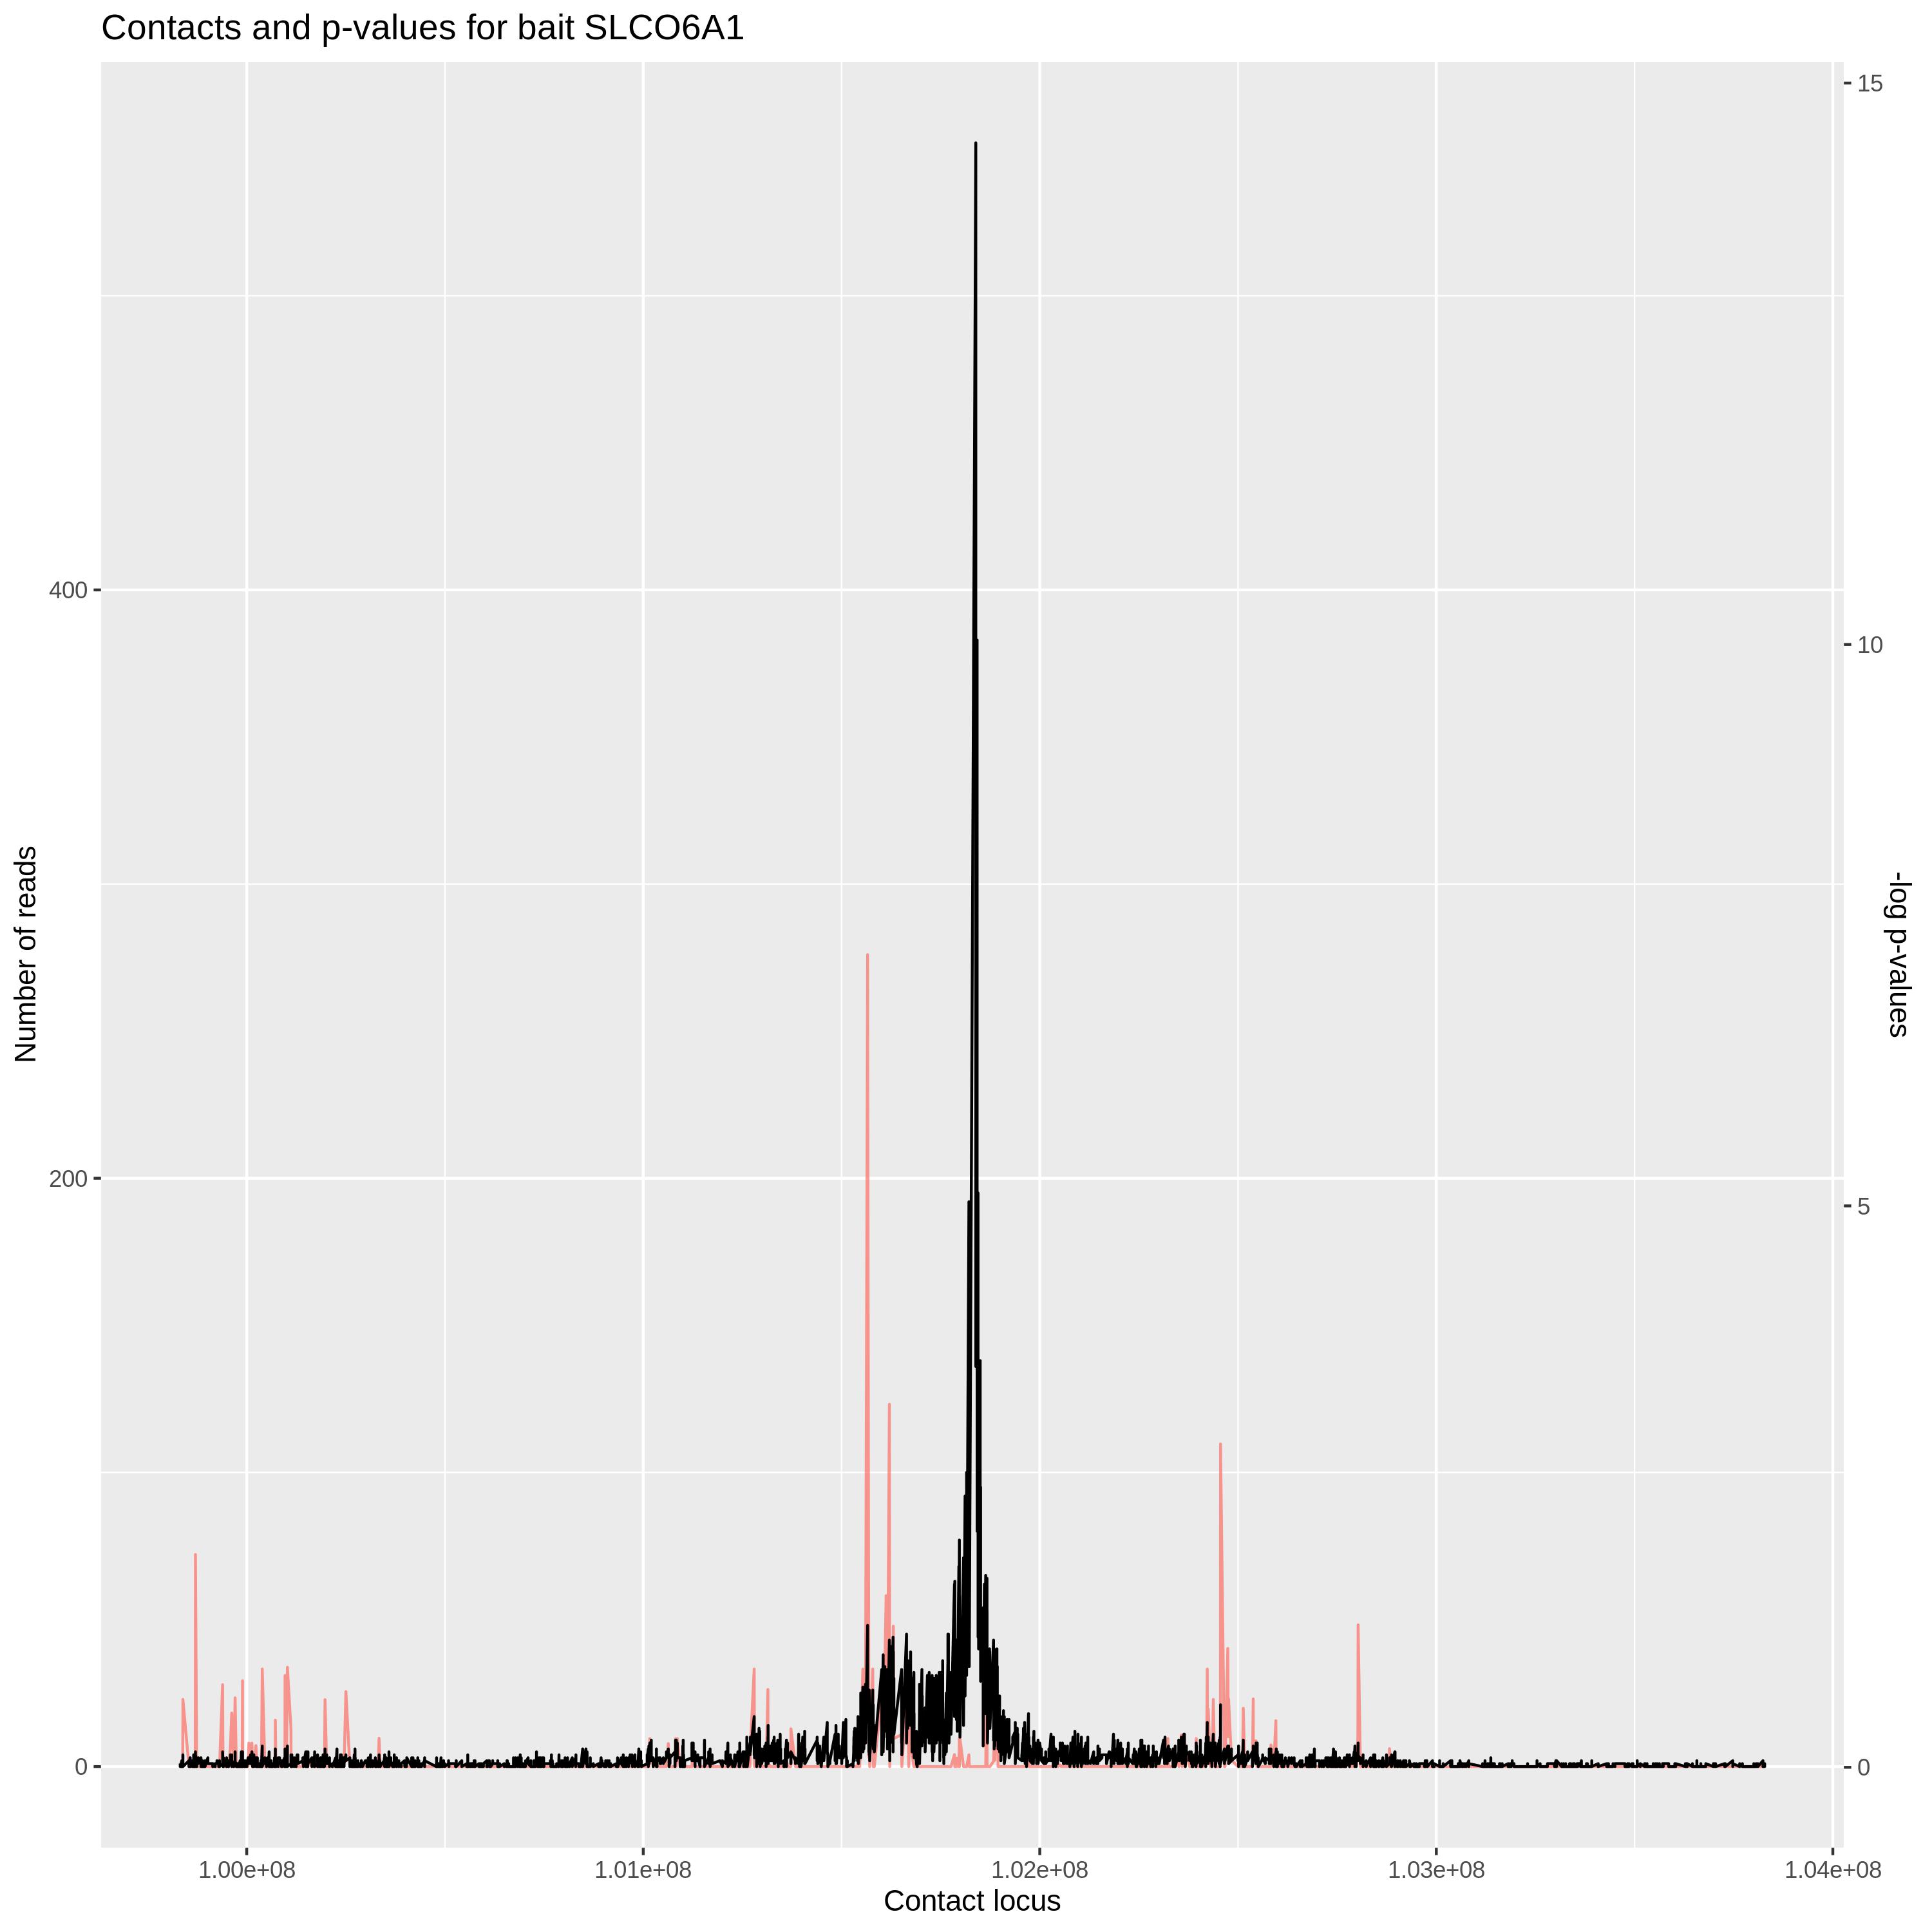 Contacts and p-values for bait SLCO6A1
Number of reads
400
200
0
15
10
5
0
-log p-values
1.00e+08 1.01e+08 1.02e+08 1.03e+08 1.04e+08
Contact locus